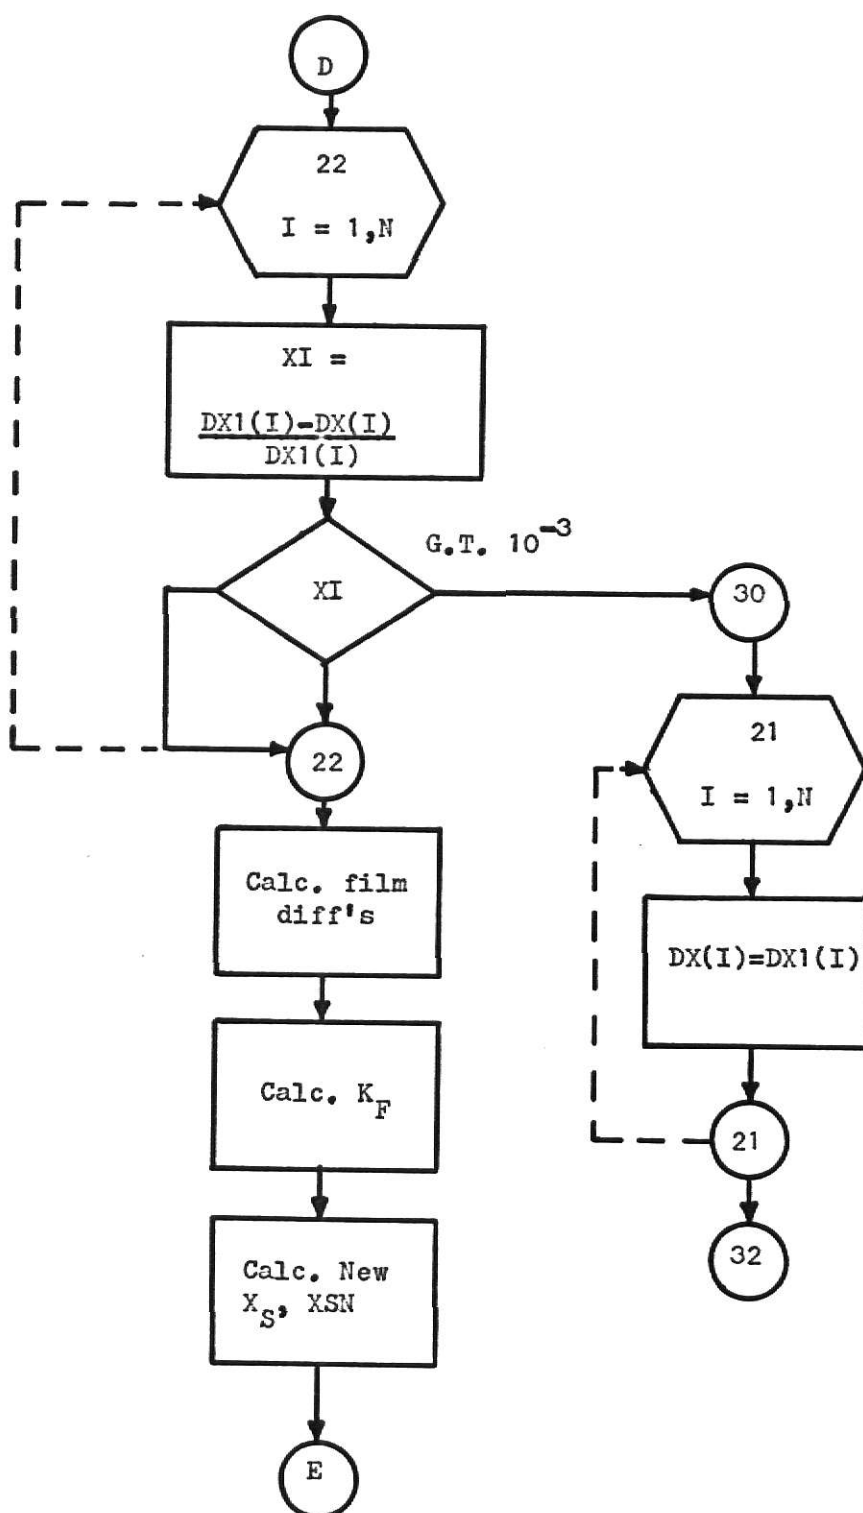 D
22
I = 1,N
XI =
DX1(I)-DX(I)
DX1(I)
XI
G.T. 10⁻³
30
22
21
I = 1,N
Calc. film
diff's
DX(I)=DX1(I)
Calc. K_F
21
Calc. New
X_S, XSN
32
E